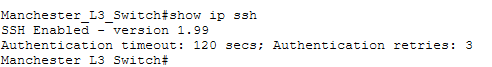 Manchester_L3_Switch#show ip ssh
SSH Enabled - version 1.99
Authentication timeout: 120 secs; Authentication retries: 3
Manchester_L3_Switch#